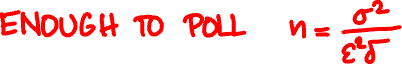 ENOUGH TO POLL n = σ² / ε²δ